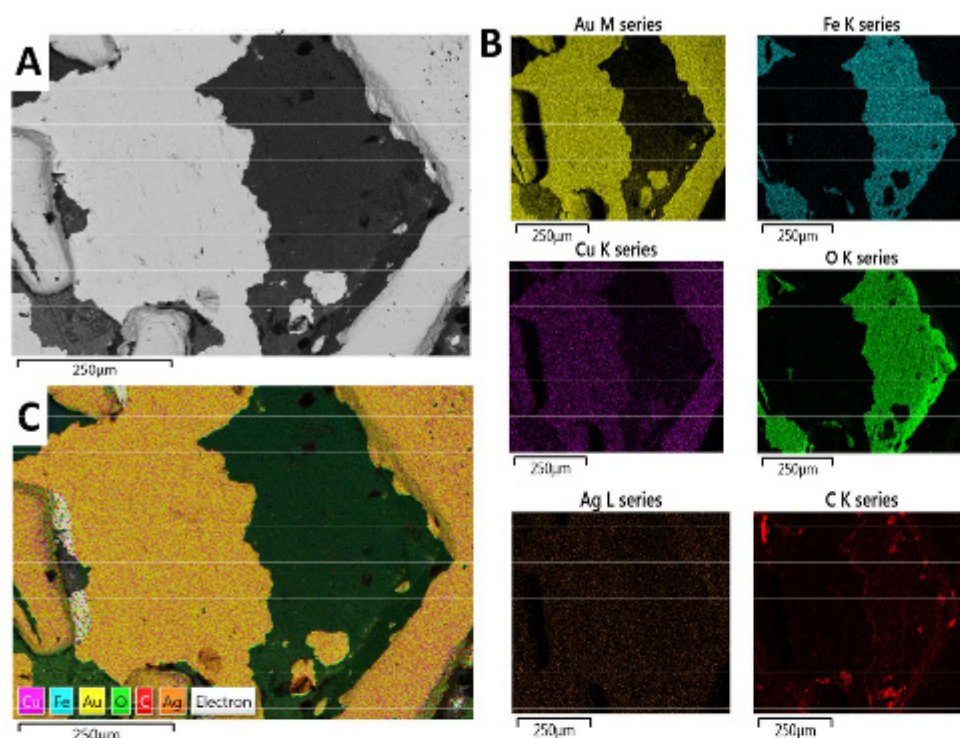 A
250µm
C
Cu Fe Au O C Ag Electron
250µm
B
Au M series
Fe K series
250µm
250µm
Cu K series
O K series
250µm
250µm
Ag L series
C K series
250µm
250µm